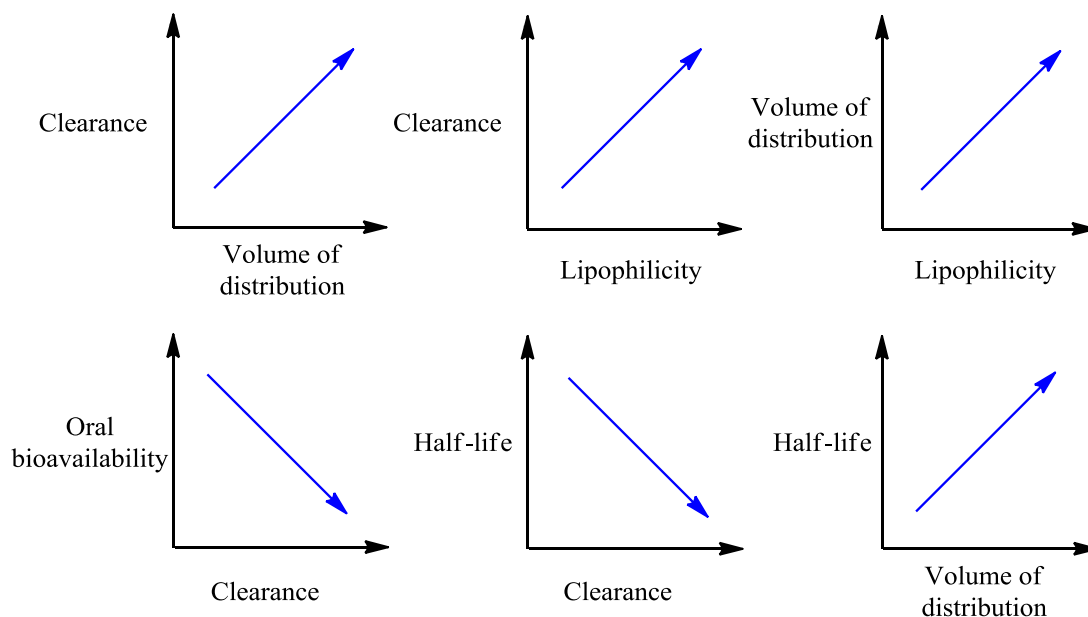 Clearance
Volume of
distribution
Clearance
Lipophilicity
Volume of
distribution
Lipophilicity
Oral
bioavailability
Clearance
Half-life
Clearance
Half-life
Volume of
distribution